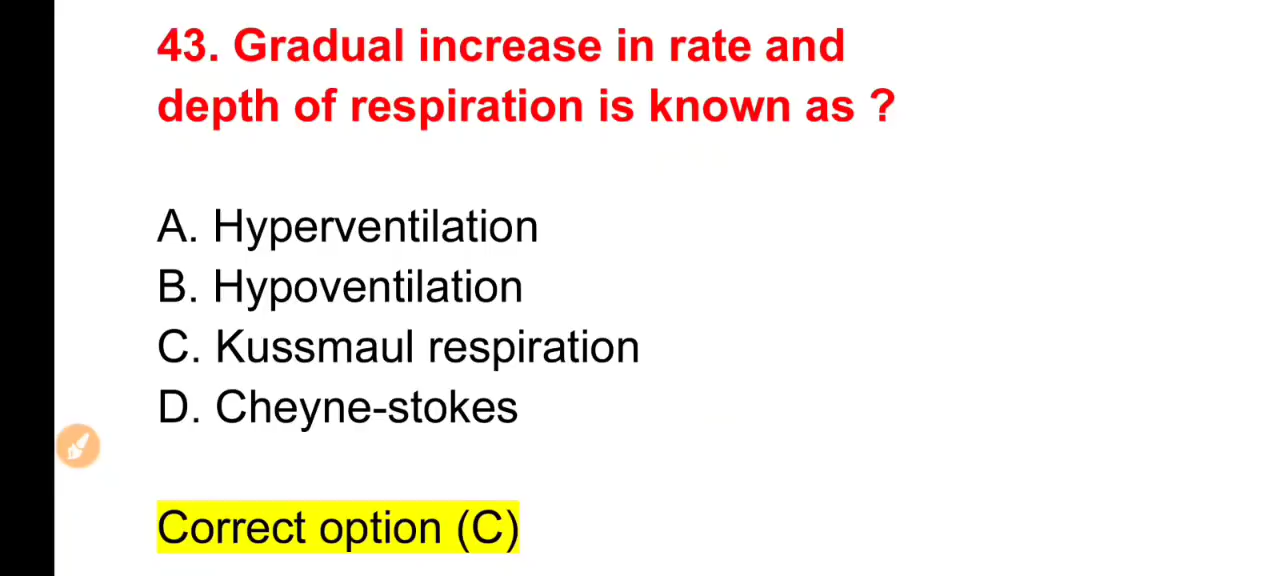 43. Gradual increase in rate and
depth of respiration is known as ?
A. Hyperventilation
B. Hypoventilation
C. Kussmaul respiration
D. Cheyne-stokes
Correct option (C)